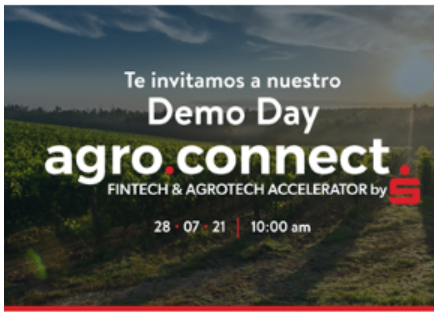 Te invitamos a nuestro
Demo Day
agro.connect.
FINTECH & AGROTECH ACCELERATOR by S
28 · 07 · 21 | 10:00 am